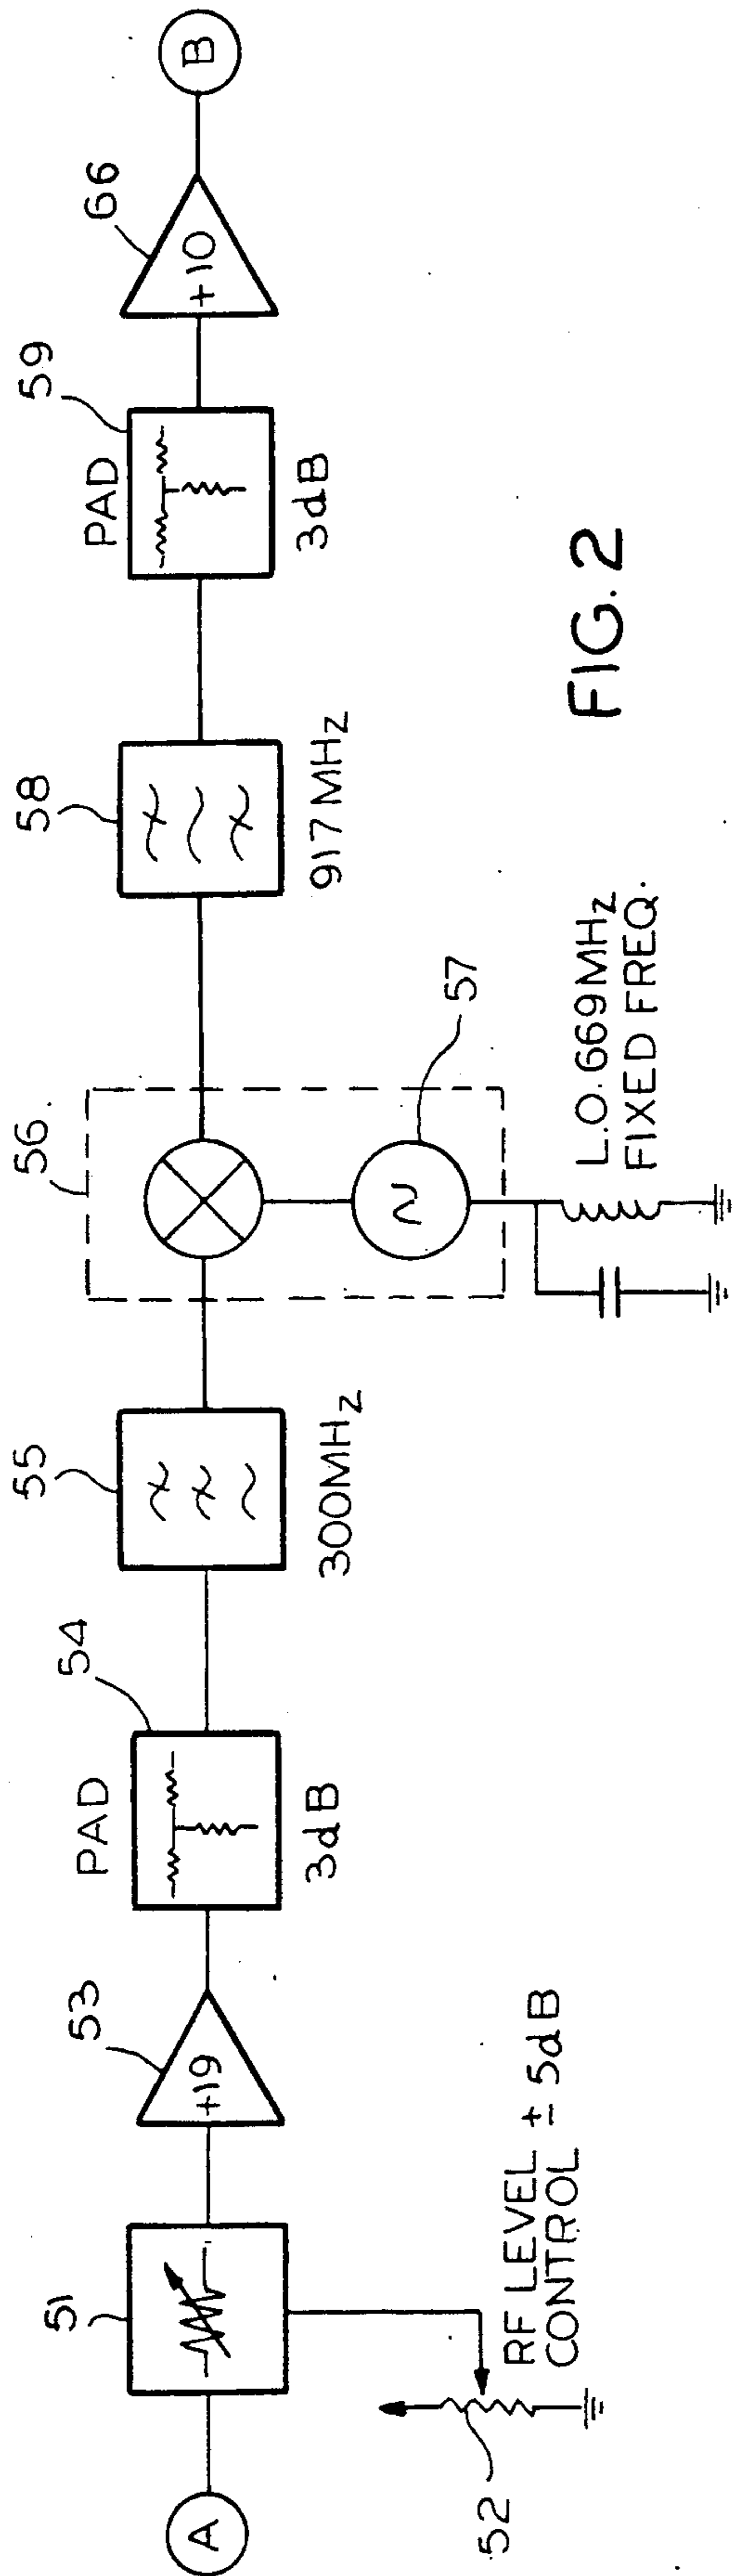 A
51
52
RF LEVEL ± 5dB
CONTROL
53
+19
PAD
54
3dB
55
300MHz
56
57
L.O. 669MHz
FIXED FREQ.
58
917MHz
PAD
59
3dB
66
+10
B
FIG. 2